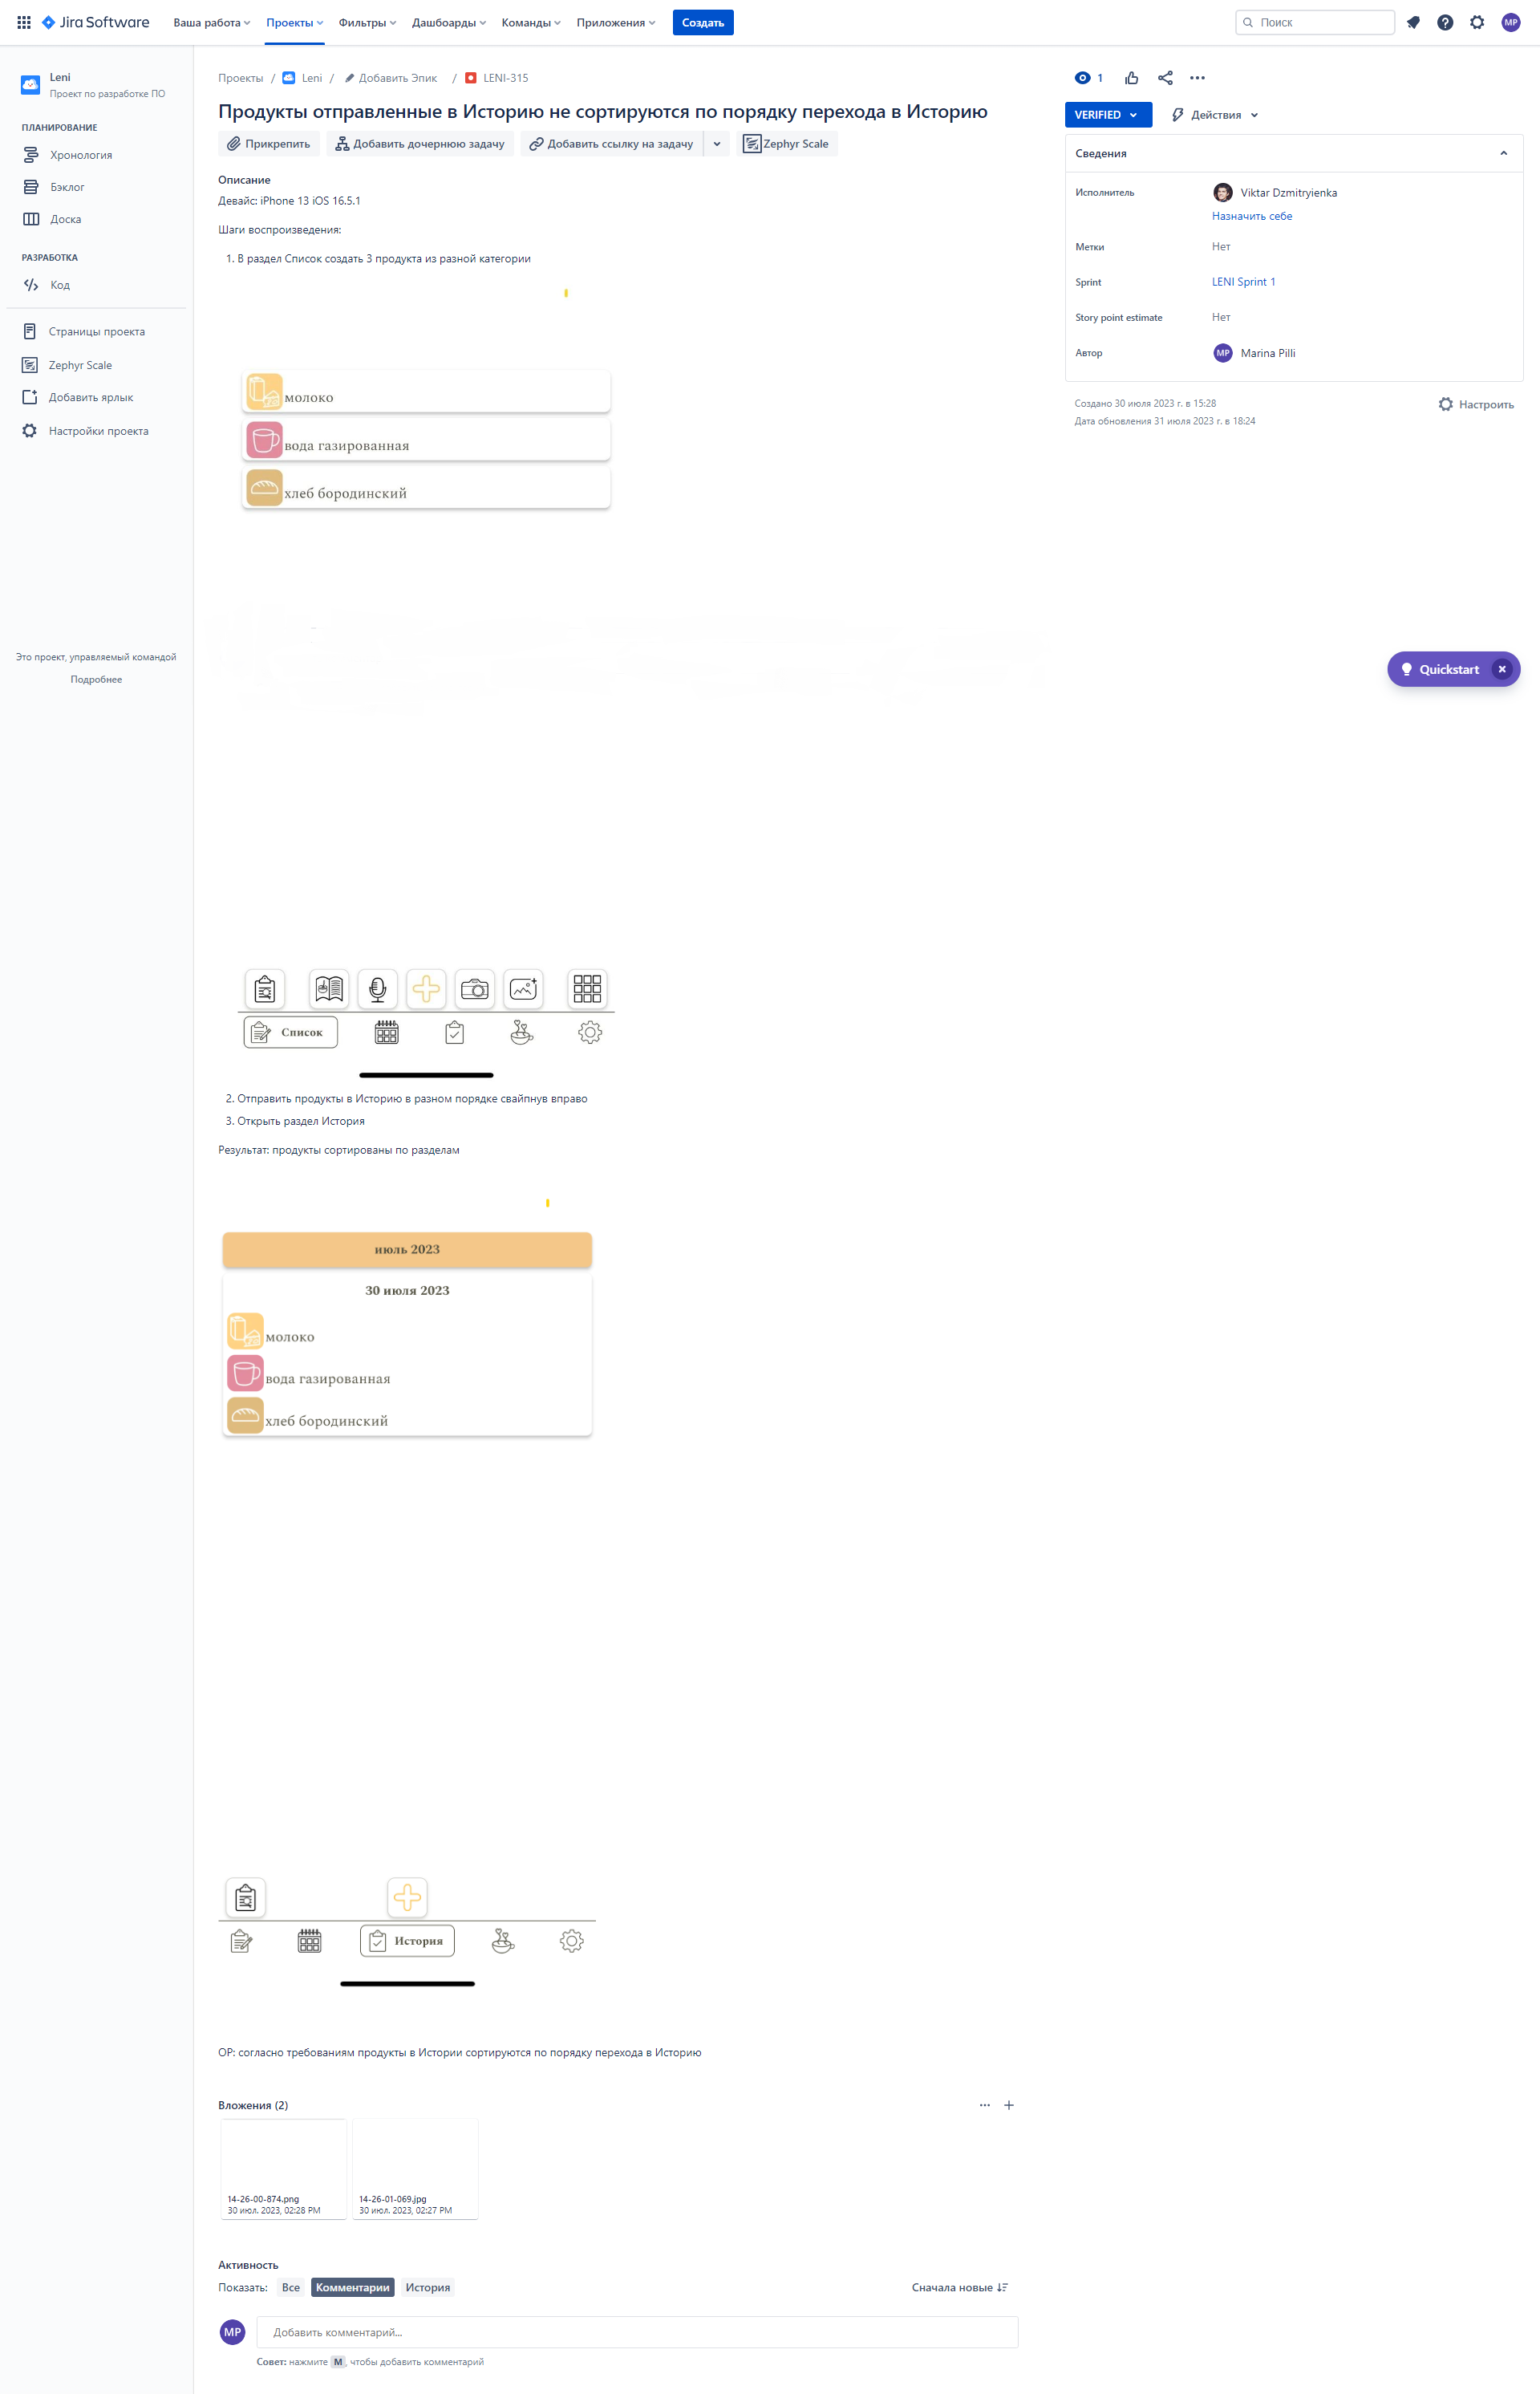 Jira Software
Ваша работа
Проекты
Фильтры
Дашборды
Команды
Приложения
Создать
Поиск
MP
Leni
Проект по разработке ПО
ПЛАНИРОВАНИЕ
Хронология
Бэклог
Доска
РАЗРАБОТКА
Код
Страницы проекта
Zephyr Scale
Добавить ярлык
Настройки проекта
Это проект, управляемый командой
Подробнее
Проекты / Leni / Добавить Эпик / LENI-315
Продукты отправленные в Историю не сортируются по порядку перехода в Историю
Прикрепить
Добавить дочернюю задачу
Добавить ссылку на задачу
Zephyr Scale
Описание
Девайс: iPhone 13 iOS 16.5.1
Шаги воспроизведения:
1. В раздел Список создать 3 продукта из разной категории
молоко
вода газированная
хлеб бородинский
Список
2. Отправить продукты в Историю в разном порядке свайпнув вправо
3. Открыть раздел История
Результат: продукты сортированы по разделам
июль 2023
30 июля 2023
молоко
вода газированная
хлеб бородинский
История
ОР: согласно требованиям продукты в Истории сортируются по порядку перехода в Историю
Вложения (2)
14-26-00-874.png
30 июл. 2023, 02:28 PM
14-26-01-069.jpg
30 июл. 2023, 02:27 PM
Активность
Показать: Все Комментарии История
Сначала новые
MP
Добавить комментарий...
Совет: нажмите M, чтобы добавить комментарий
1
VERIFIED
Действия
Сведения
Исполнитель
Viktar Dzmitryienka
Назначить себе
Метки
Нет
Sprint
LENI Sprint 1
Story point estimate
Нет
Автор
MP
Marina Pilli
Создано 30 июля 2023 г. в 15:28
Дата обновления 31 июля 2023 г. в 18:24
Настроить
Quickstart